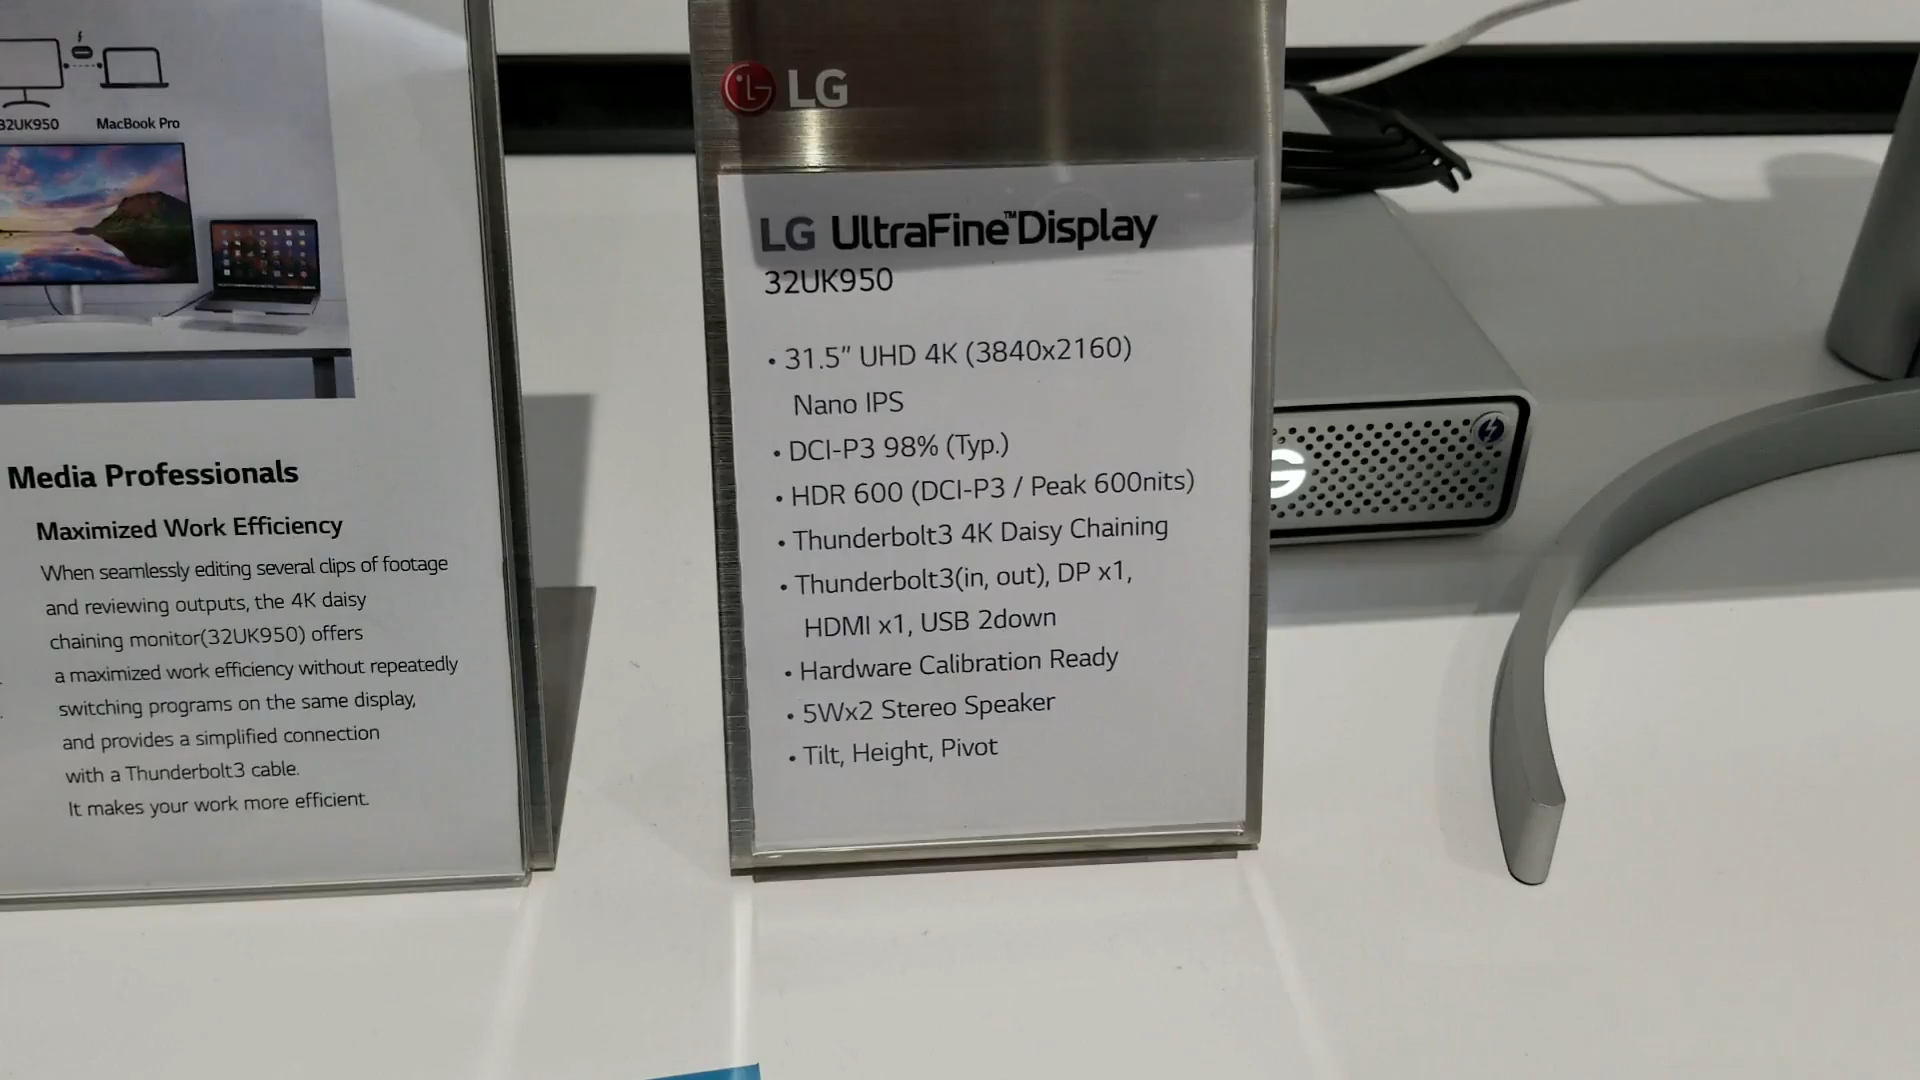 32UK950 MacBook Pro
Media Professionals
Maximized Work Efficiency
When seamlessly editing several clips of footage
and reviewing outputs, the 4K daisy
chaining monitor(32UK950) offers
a maximized work efficiency without repeatedly
switching programs on the same display,
and provides a simplified connection
with a Thunderbolt3 cable.
It makes your work more efficient.
LG
LG UltraFine™Display
32UK950
• 31.5” UHD 4K (3840x2160)
Nano IPS
• DCI-P3 98% (Typ.)
• HDR 600 (DCI-P3 / Peak 600nits)
• Thunderbolt3 4K Daisy Chaining
• Thunderbolt3(in, out), DP x1,
HDMI x1, USB 2down
• Hardware Calibration Ready
• 5Wx2 Stereo Speaker
• Tilt, Height, Pivot
G